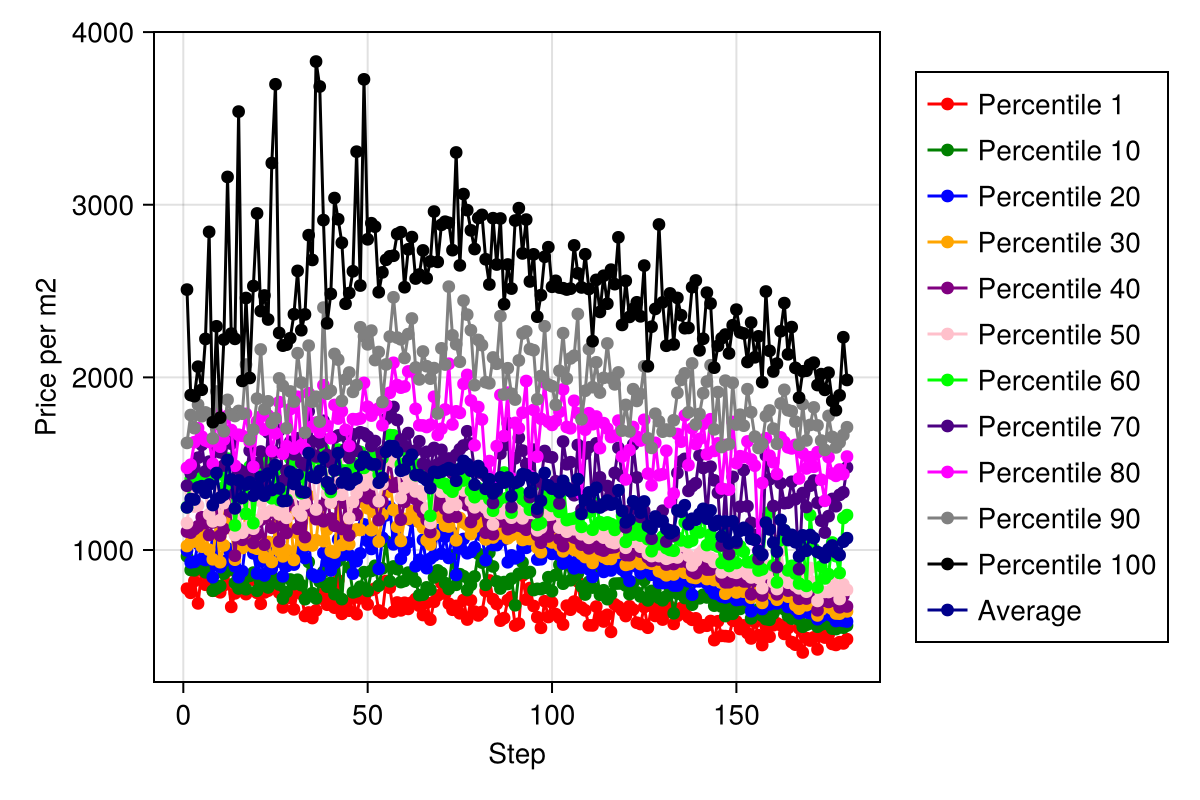 4000
3000
2000
1000
Price per m2
0 50 100 150
Step
Percentile 1
Percentile 10
Percentile 20
Percentile 30
Percentile 40
Percentile 50
Percentile 60
Percentile 70
Percentile 80
Percentile 90
Percentile 100
Average